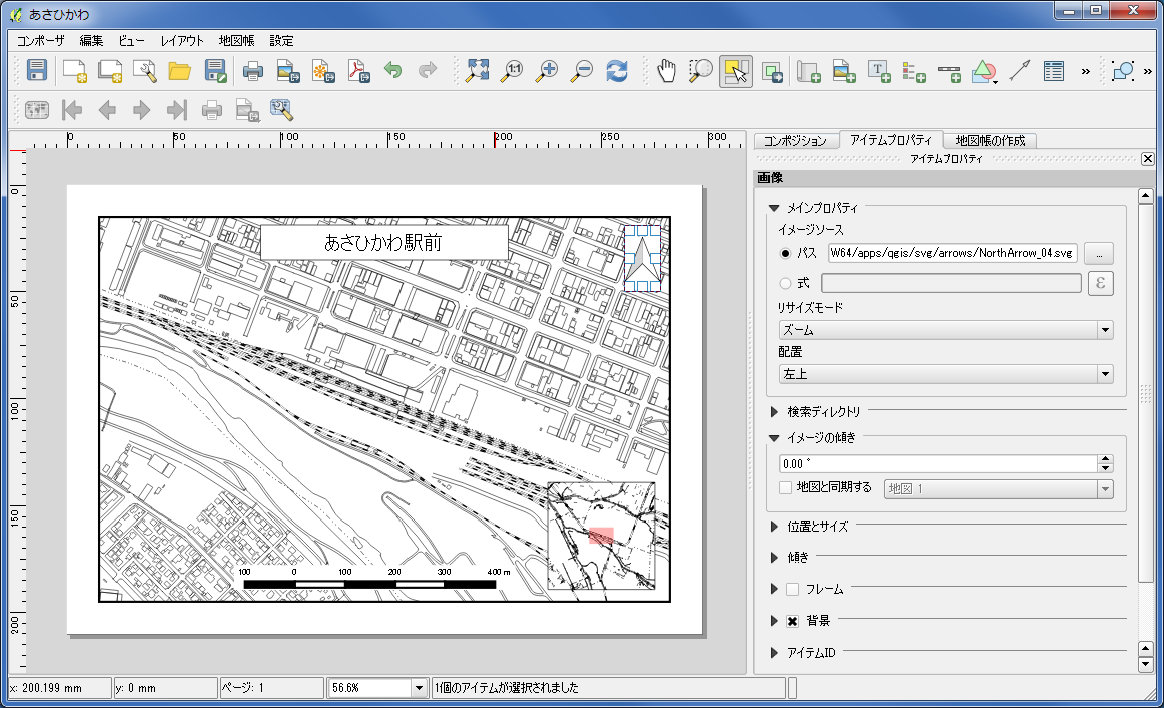 あさひかわ
コンポーザ 編集 ビュー レイアウト 地図帳 設定
1:1
T
ε
»
»
0 50 100 150 200 250 300
0
50
100
150
200
あさひかわ駅前
100 0 100 200 300 400 m
コンポジション アイテムプロパティ 地図帳の作成
アイテムプロパティ
画像
メインプロパティ
イメージソース
パス W64/apps/qgis/svg/arrows/NorthArrow_04.svg ...
式 ε
リサイズモード
ズーム
配置
左上
検索ディレクトリ
イメージの傾き
0.00 °
地図と同期する 地図 1
位置とサイズ
傾き
フレーム
背景
アイテムID
x: 200.199 mm y: 0 mm ページ: 1 56.6% 1個のアイテムが選択されました